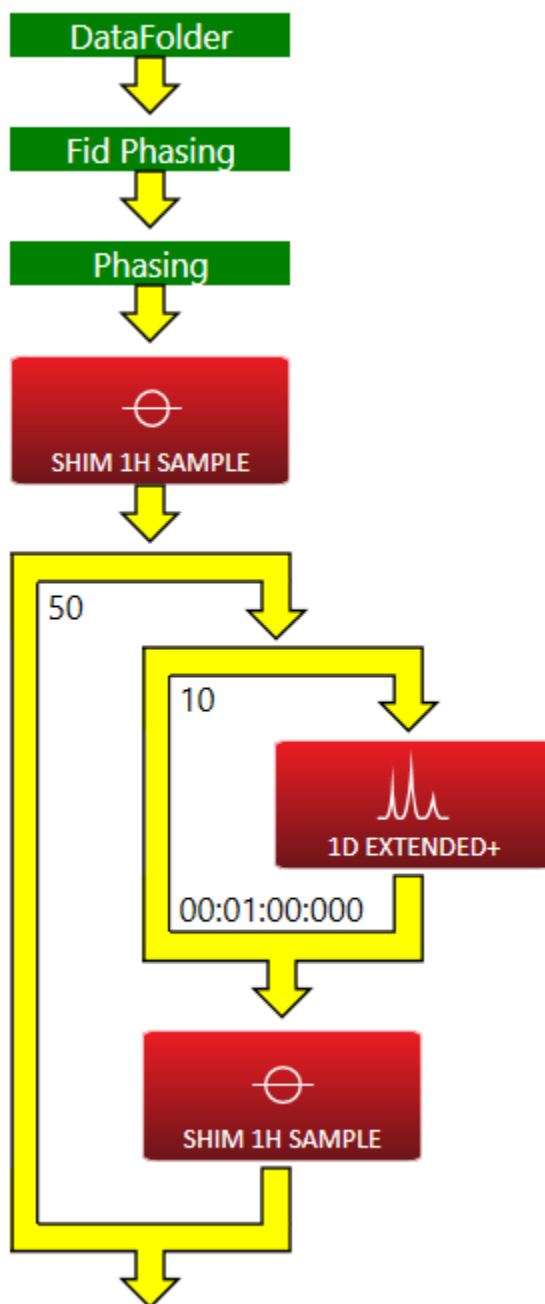 DataFolder
Fid Phasing
Phasing
SHIM 1H SAMPLE
50
10
1D EXTENDED+
00:01:00:000
SHIM 1H SAMPLE